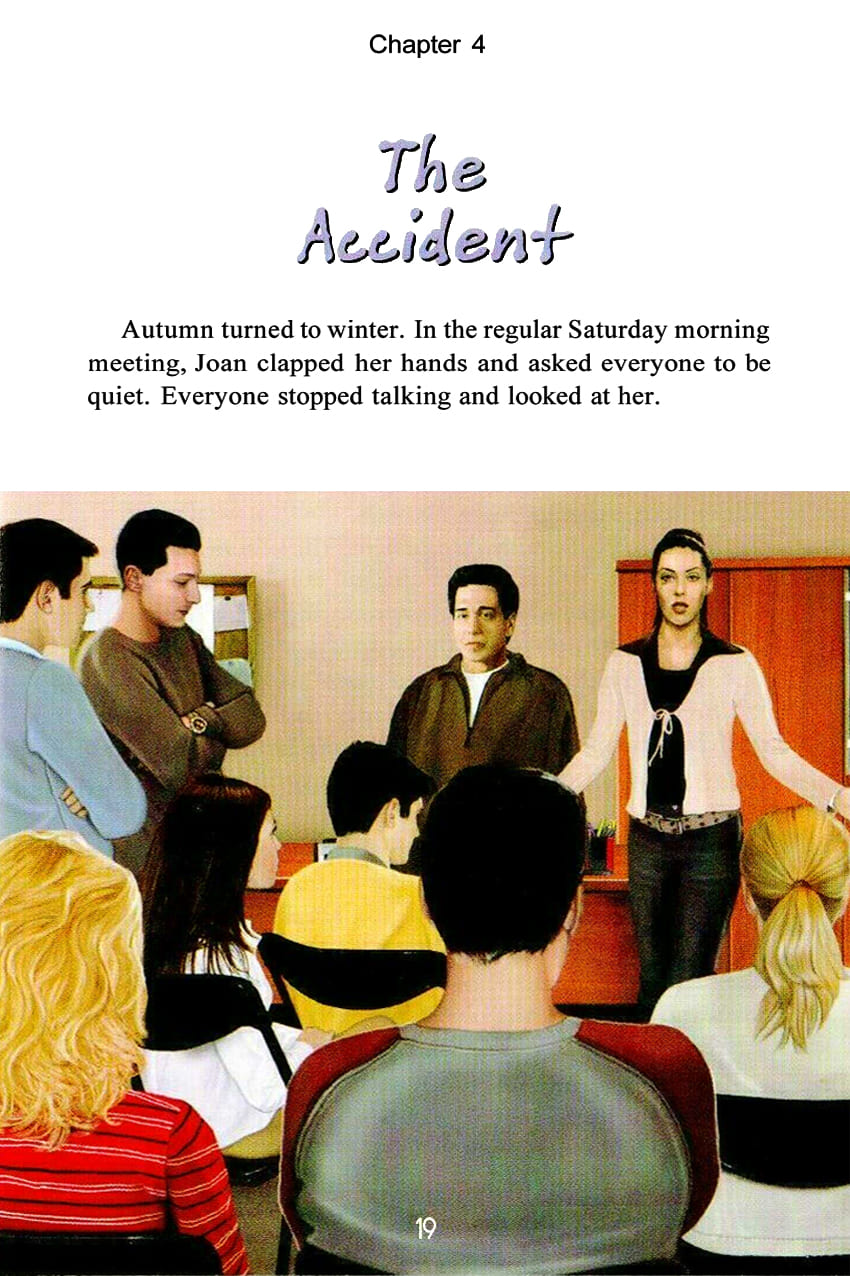 Chapter 4
The
Accident
Autumn turned to winter. In the regular Saturday morning
meeting, Joan clapped her hands and asked everyone to be
quiet. Everyone stopped talking and looked at her.
19